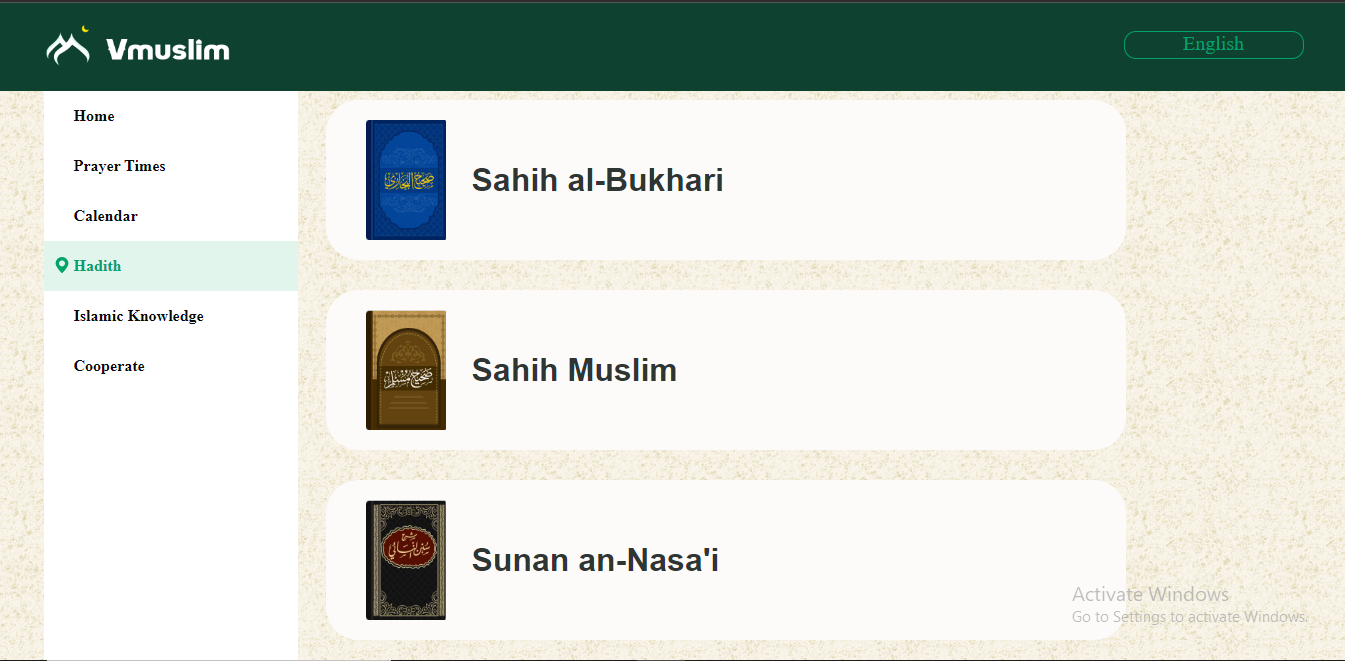 Vmuslim
English
Home
Prayer Times
Calendar
Hadith
Islamic Knowledge
Cooperate
صحيح البخاري
Sahih al-Bukhari
صحيح مسلم
Sahih Muslim
شرح
سنن النسائي
Sunan an-Nasa'i
Activate Windows
Go to Settings to activate Windows.